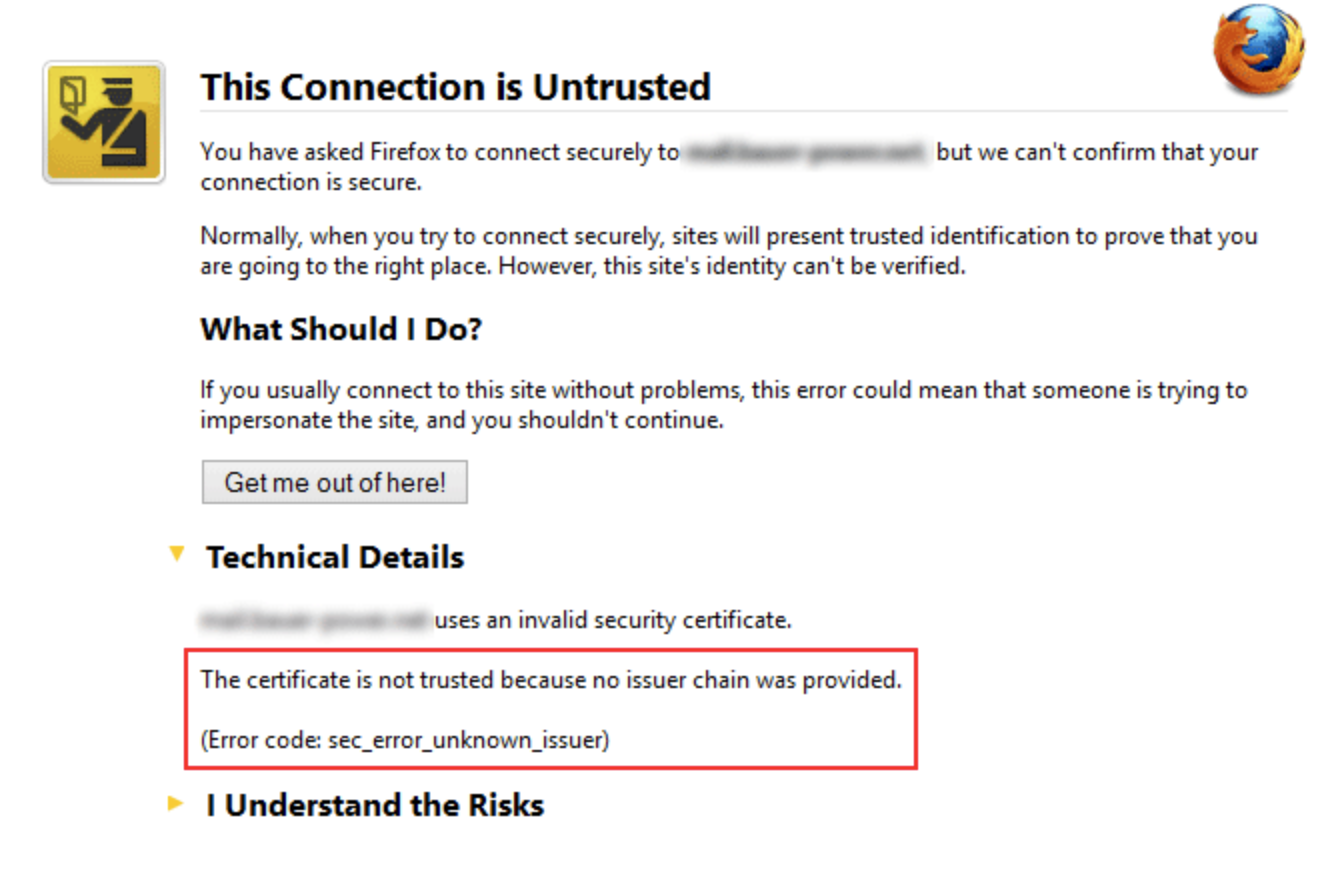 This Connection is Untrusted
You have asked Firefox to connect securely to but we can't confirm that your
connection is secure.
Normally, when you try to connect securely, sites will present trusted identification to prove that you
are going to the right place. However, this site's identity can't be verified.
What Should I Do?
If you usually connect to this site without problems, this error could mean that someone is trying to
impersonate the site, and you shouldn't continue.
Get me out of here!
Technical Details
uses an invalid security certificate.
The certificate is not trusted because no issuer chain was provided.
(Error code: sec_error_unknown_issuer)
I Understand the Risks